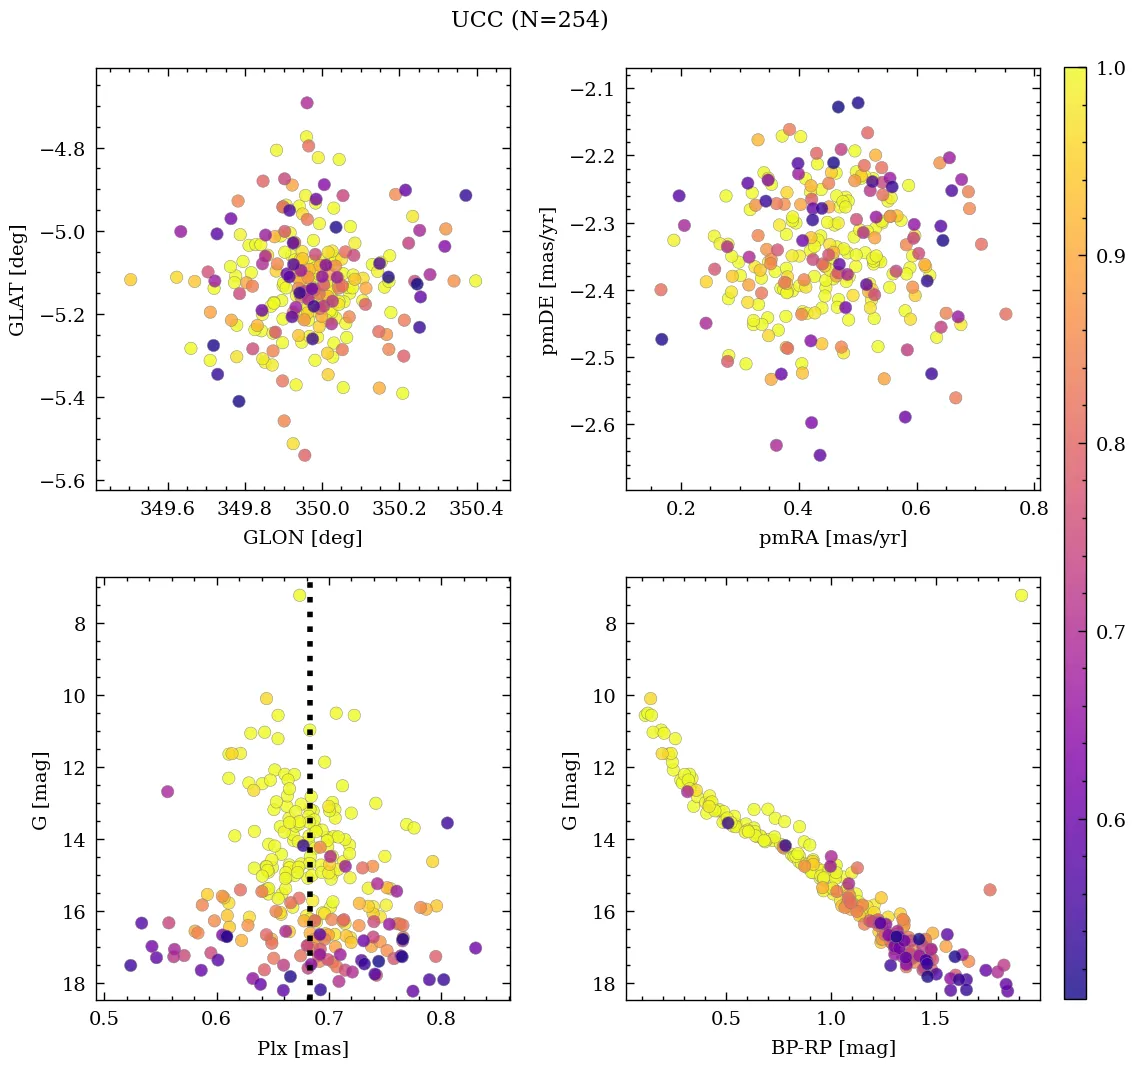 UCC (N=254)
−4.8
−5.0
−5.2
−5.4
−5.6
GLAT [deg]
349.6 349.8 350.0 350.2 350.4
GLON [deg]
−2.1
−2.2
−2.3
−2.4
−2.5
−2.6
pmDE [mas/yr]
0.2 0.4 0.6 0.8
pmRA [mas/yr]
1.0
0.9
0.8
0.7
0.6
8
10
12
14
16
18
G [mag]
0.5 0.6 0.7 0.8
Plx [mas]
8
10
12
14
16
18
G [mag]
0.5 1.0 1.5
BP-RP [mag]